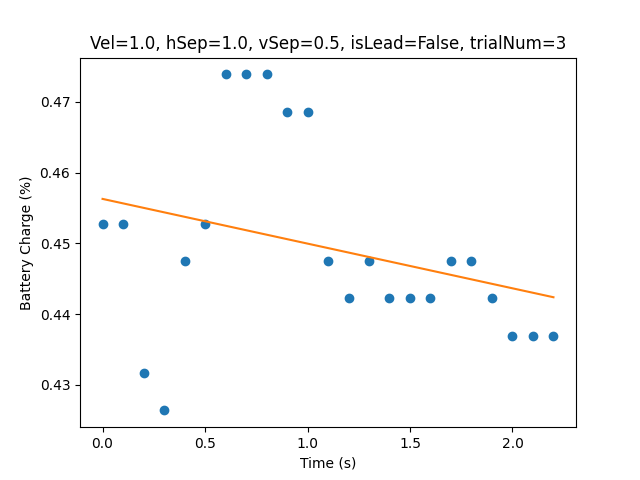 Vel=1.0, hSep=1.0, vSep=0.5, isLead=False, trialNum=3
0.47
0.46
0.45
0.44
0.43
Battery Charge (%)
0.0 0.5 1.0 1.5 2.0
Time (s)